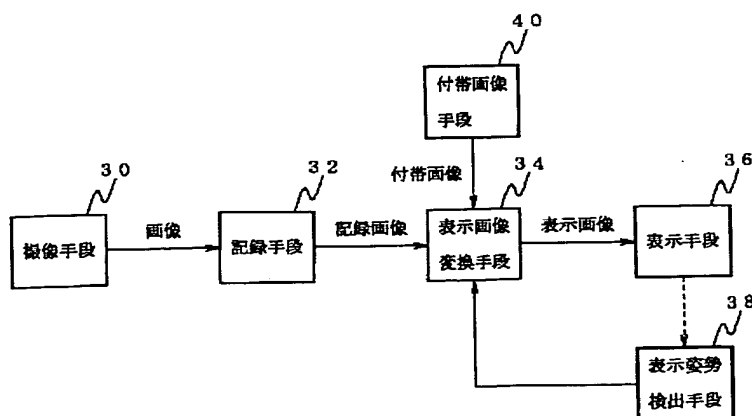 ４０
付帯画像
手段
３０
３２
付帯画像
３４
３６
撮像手段
画像
記録手段
記録画像
表示画像
変換手段
表示画像
表示手段
３８
表示姿勢
検出手段